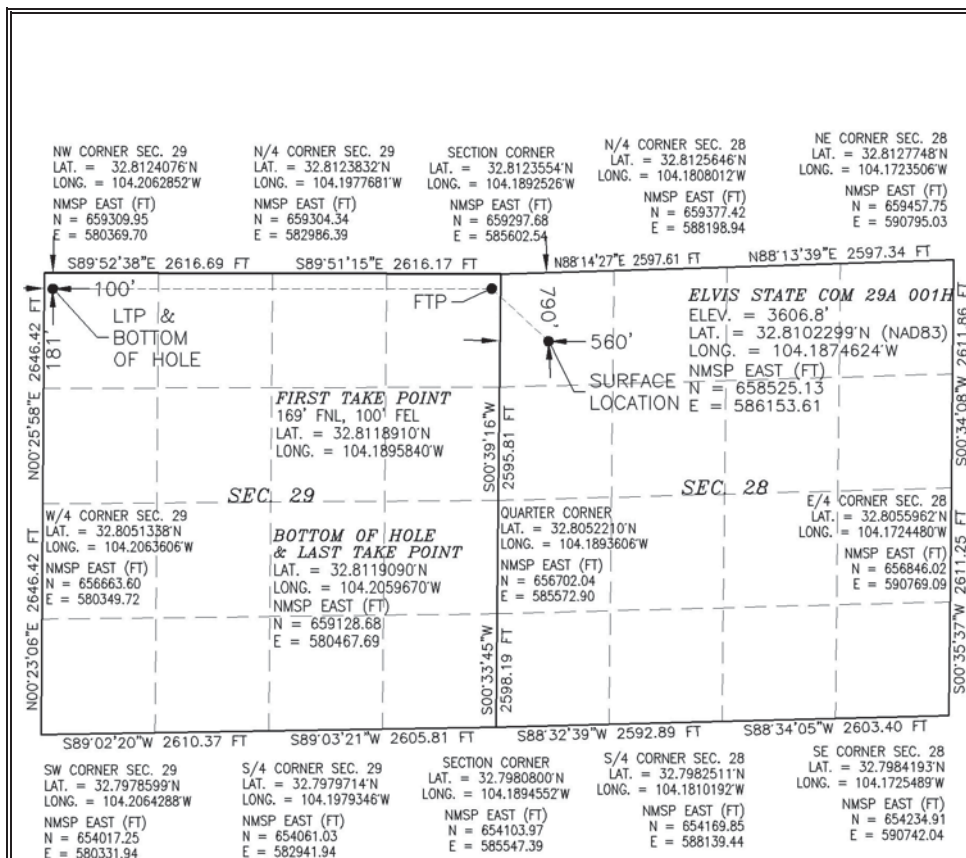 NW CORNER SEC. 29
LAT. = 32.8124076'N
LONG. = 104.2062852'W
NMSP EAST (FT)
N = 659309.95
E = 580369.70
N/4 CORNER SEC. 29
LAT. = 32.8123832'N
LONG. = 104.1977681'W
NMSP EAST (FT)
N = 659304.34
E = 582986.39
SECTION CORNER
LAT. = 32.8123554'N
LONG. = 104.1892526'W
NMSP EAST (FT)
N = 659297.68
E = 585602.54
N/4 CORNER SEC. 28
LAT. = 32.8125646'N
LONG. = 104.1808012'W
NMSP EAST (FT)
N = 659377.42
E = 588198.94
NE CORNER SEC. 28
LAT. = 32.8127748'N
LONG. = 104.1723506'W
NMSP EAST (FT)
N = 659457.75
E = 590795.03
S89°52'38"E 2616.69 FT
S89°51'15"E 2616.17 FT
N88°14'27"E 2597.61 FT
N88°13'39"E 2597.34 FT
100'
181'
LTP &
BOTTOM
OF HOLE
FTP
790'
560'
SURFACE
LOCATION
ELVIS STATE COM 29A 001H
ELEV. = 3606.8'
LAT. = 32.8102299'N (NAD83)
LONG. = 104.1874624'W
NMSP EAST (FT)
N = 658525.13
E = 586153.61
N00°25'58"E 2646.42 FT
FIRST TAKE POINT
169' FNL, 100' FEL
LAT. = 32.8118910'N
LONG. = 104.1895840'W
S00°39'16"W
2595.81 FT
S00°34'08"W 2611.86 FT
SEC. 29
SEC. 28
W/4 CORNER SEC. 29
LAT. = 32.8051338'N
LONG. = 104.2063606'W
NMSP EAST (FT)
N = 656663.60
E = 580349.72
BOTTOM OF HOLE
& LAST TAKE POINT
LAT. = 32.8119090'N
LONG. = 104.2059670'W
NMSP EAST (FT)
N = 659128.68
E = 580467.69
QUARTER CORNER
LAT. = 32.8052210'N
LONG. = 104.1893606'W
NMSP EAST (FT)
N = 656702.04
E = 585572.90
E/4 CORNER SEC. 28
LAT. = 32.8055962'N
LONG. = 104.1724480'W
NMSP EAST (FT)
N = 656846.02
E = 590769.09
N00°23'06"E 2646.42 FT
S00°33'45"W
2598.19 FT
S00°35'37"W 2611.25 FT
S89°02'20"W 2610.37 FT
S89°03'21"W 2605.81 FT
S88°32'39"W 2592.89 FT
S88°34'05"W 2603.40 FT
SW CORNER SEC. 29
LAT. = 32.7978599'N
LONG. = 104.2064288'W
NMSP EAST (FT)
N = 654017.25
E = 580331.94
S/4 CORNER SEC. 29
LAT. = 32.7979714'N
LONG. = 104.1979346'W
NMSP EAST (FT)
N = 654061.03
E = 582941.94
SECTION CORNER
LAT. = 32.7980800'N
LONG. = 104.1894552'W
NMSP EAST (FT)
N = 654103.97
E = 585547.39
S/4 CORNER SEC. 28
LAT. = 32.7982511'N
LONG. = 104.1810192'W
NMSP EAST (FT)
N = 654169.85
E = 588139.44
SE CORNER SEC. 28
LAT. = 32.7984193'N
LONG. = 104.1725489'W
NMSP EAST (FT)
N = 654234.91
E = 590742.04